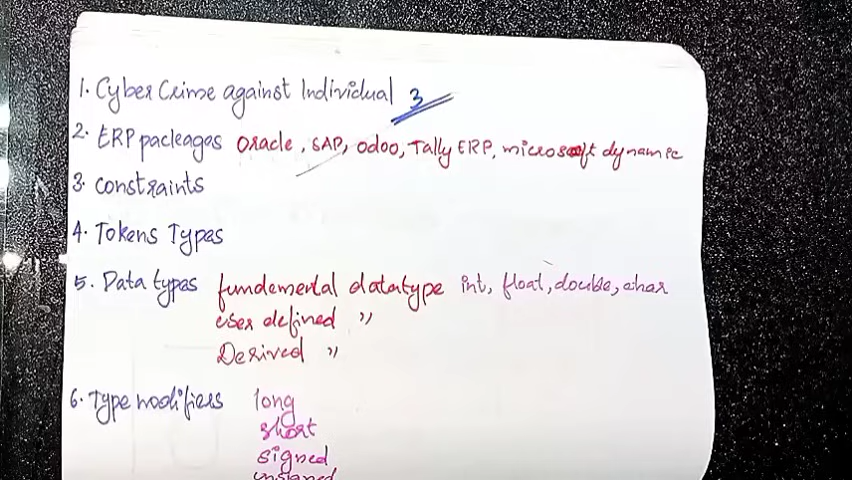 1. Cyber Crime against Individual 3
2. ERP packages Oracle, SAP, Odoo, Tally ERP, microsoft dynamic
3. constraints
4. Tokens Types
5. Data types fundemental datatype int, float, double, char
user defined "
Derived "
6. Type modifiers long
short
signed
unsigned